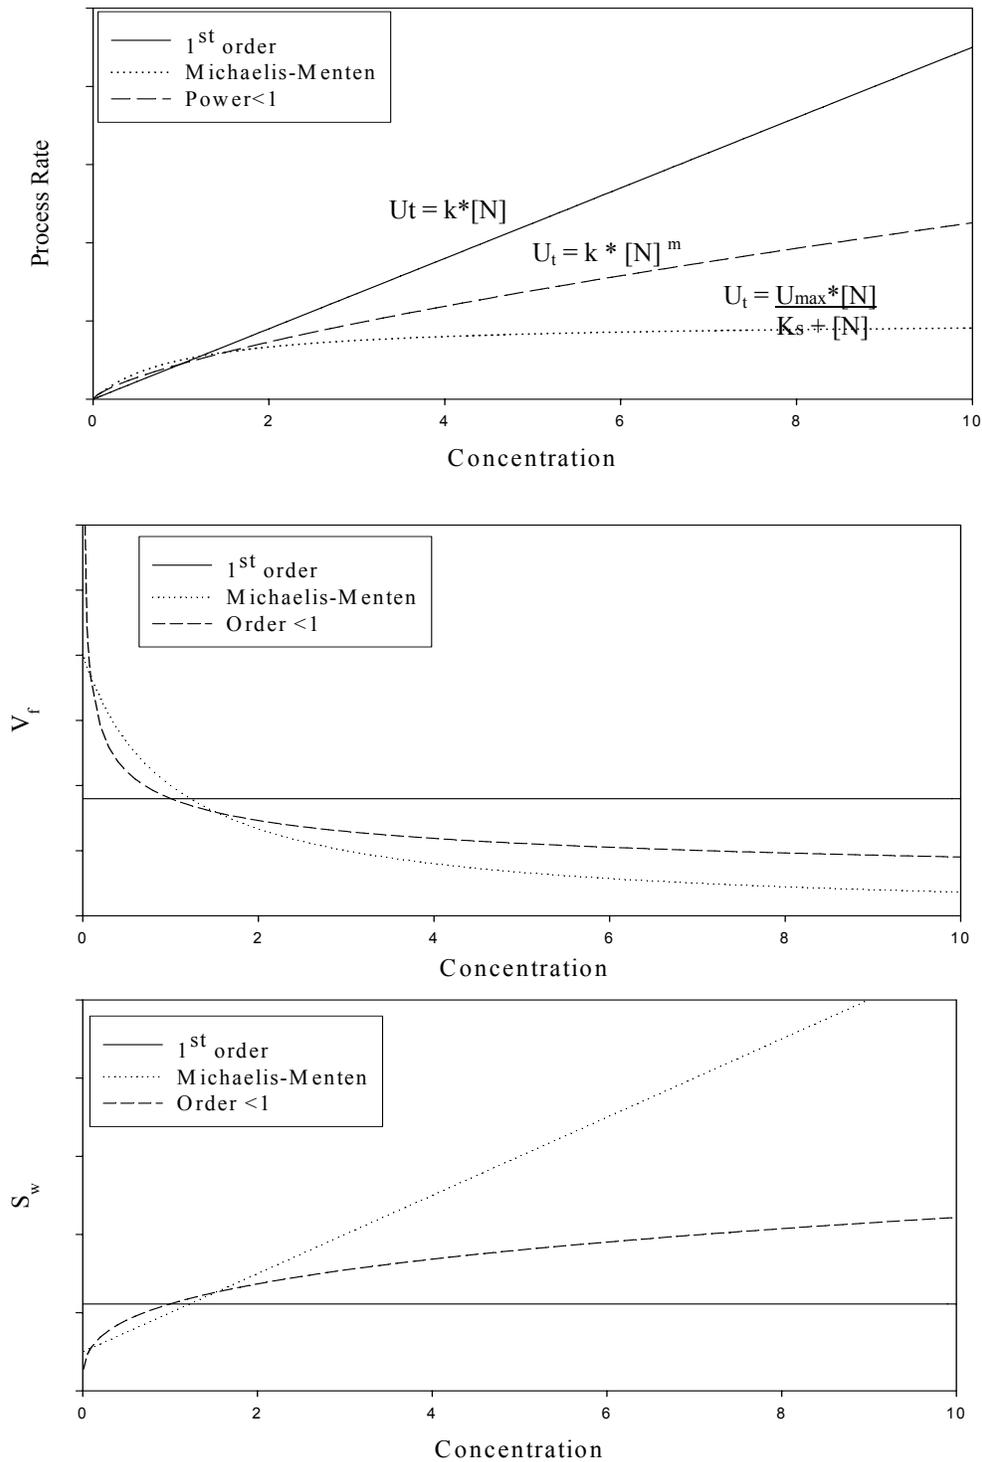 1st order
Michaelis-Menten
Power<1
Process Rate
Ut = k*[N]
Ut = k * [N] m
Ut = Umax*[N]
Ks + [N]
0 2 4 6 8 10
Concentration
1st order
Michaelis-Menten
Order <1
Vf
0 2 4 6 8 10
Concentration
1st order
Michaelis-Menten
Order <1
Sw
0 2 4 6 8 10
Concentration